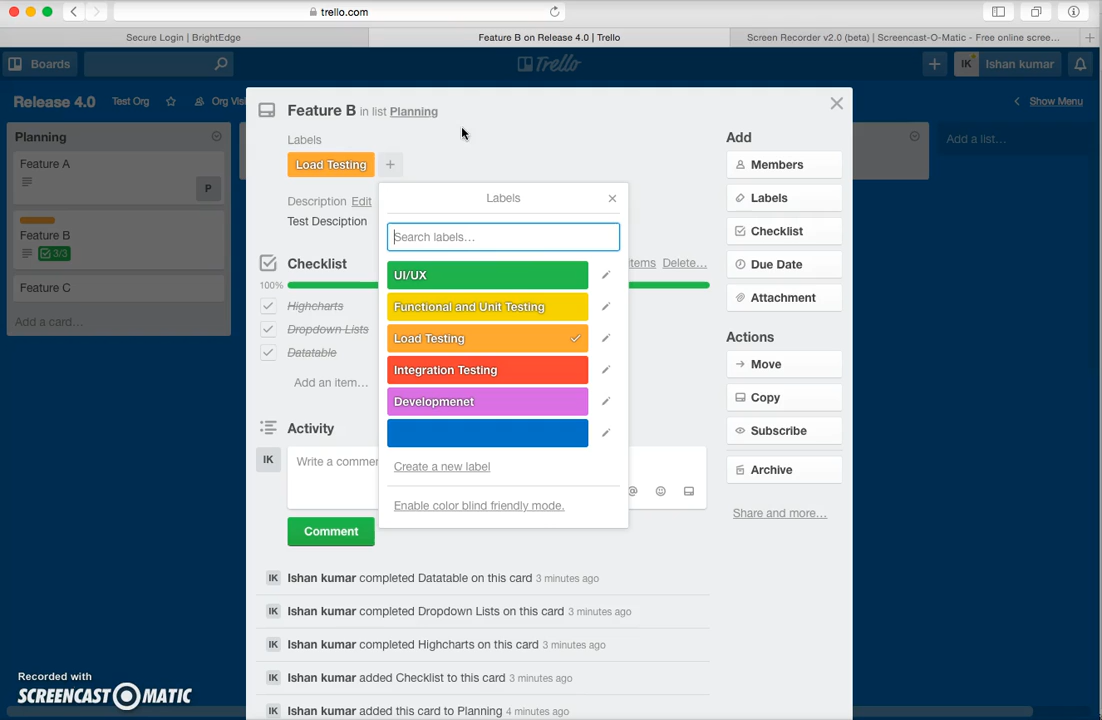 trello.com
Secure Login | BrightEdge
Feature B on Release 4.0 | Trello
Screen Recorder v2.0 (beta) | Screencast-O-Matic - Free online scree...
Boards
Trello
IK
Ishan kumar
Release 4.0
Test Org
Org Vis
Show Menu
Planning
Feature A
P
Feature B
3/3
Feature C
Add a card...
Add a list...
Feature B in list Planning
Labels
Load Testing
Description Edit
Test Desciption
Checklist
items
Delete...
100%
Highcharts
Dropdown Lists
Datatable
Add an item...
Labels
Search labels...
UI/UX
Functional and Unit Testing
Load Testing
Integration Testing
Developmenet
Create a new label
Enable color blind friendly mode.
Activity
IK
Write a comme
Comment
IK Ishan kumar completed Datatable on this card 3 minutes ago
IK Ishan kumar completed Dropdown Lists on this card 3 minutes ago
IK Ishan kumar completed Highcharts on this card 3 minutes ago
IK Ishan kumar added Checklist to this card 3 minutes ago
IK Ishan kumar added this card to Planning 4 minutes ago
Add
Members
Labels
Checklist
Due Date
Attachment
Actions
Move
Copy
Subscribe
Archive
Share and more...
Recorded with
SCREENCAST-O-MATIC